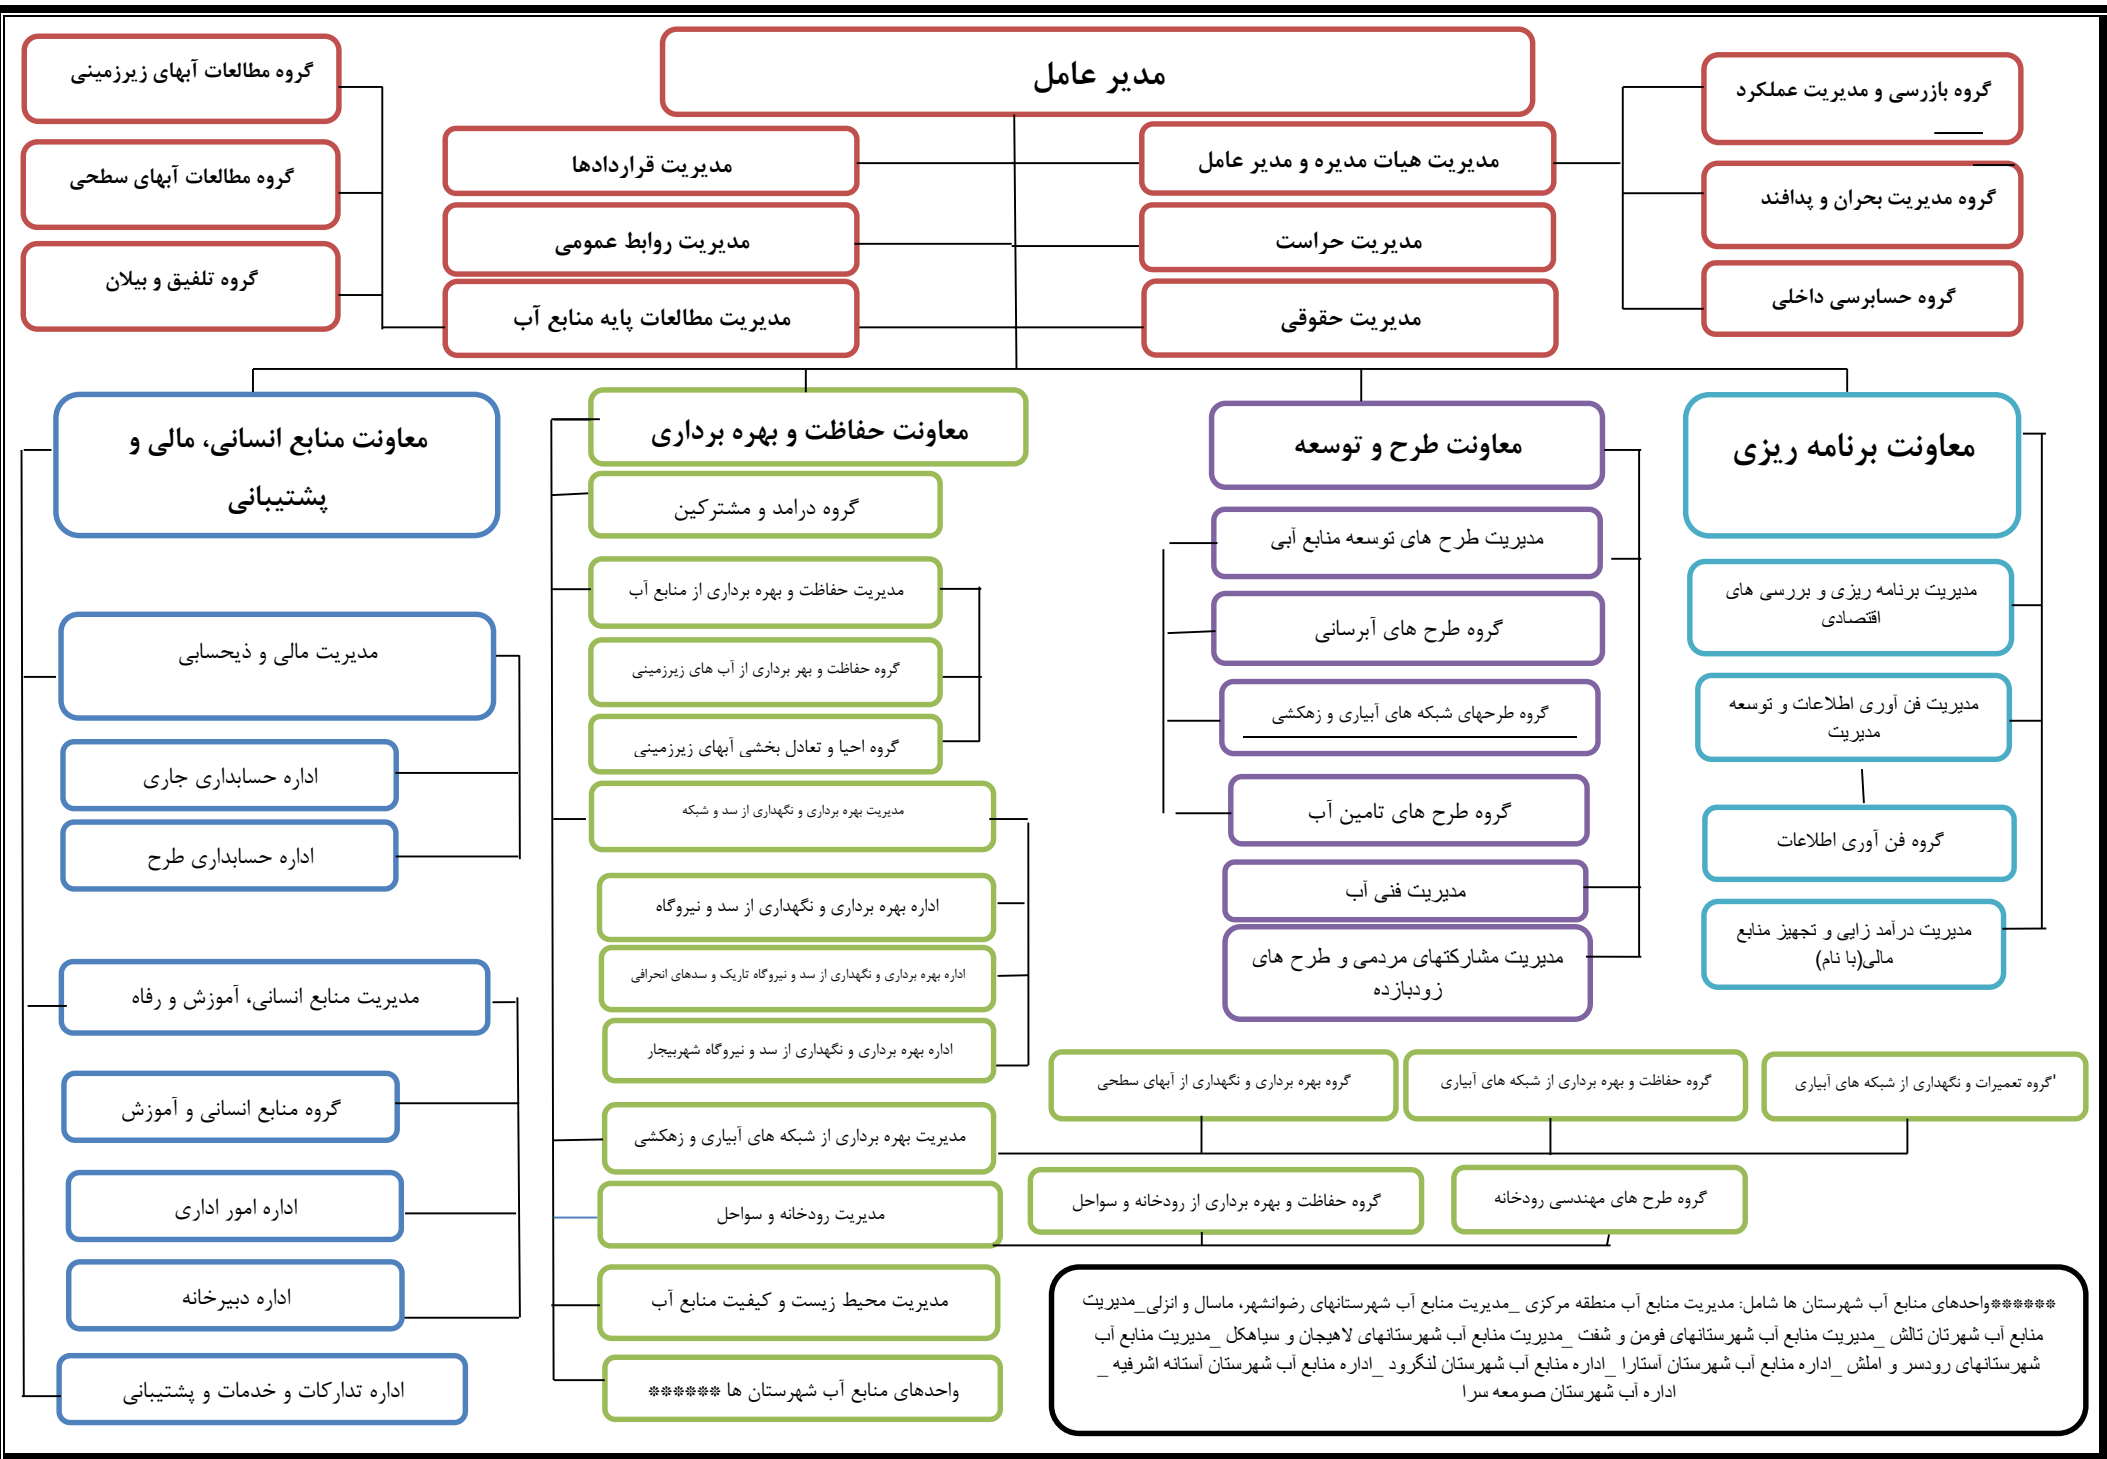 مدیر عامل
گروه بازرسی و مدیریت عملکرد
گروه مدیریت بحران و پدافند
گروه حسابرسی داخلی
مدیریت هیات مدیره و مدیر عامل
مدیریت حراست
مدیریت حقوقی
مدیریت قراردادها
مدیریت روابط عمومی
مدیریت مطالعات پایه منابع آب
گروه مطالعات آبهای زیرزمینی
گروه مطالعات آبهای سطحی
گروه تلفیق و بیلان
معاونت برنامه ریزی
مدیریت برنامه ریزی و بررسی های
اقتصادی
مدیریت فن آوری اطلاعات و توسعه
مدیریت
گروه فن آوری اطلاعات
مدیریت درآمد زایی و تجهیز منابع
مالی(با نام)
معاونت طرح و توسعه
مدیریت طرح های توسعه منابع آبی
گروه طرح های آبرسانی
گروه طرحهای شبکه های آبیاری و زهکشی
گروه طرح های تامین آب
مدیریت فنی آب
مدیریت مشارکتهای مردمی و طرح های
زودبازده
معاونت حفاظت و بهره برداری
گروه درامد و مشترکین
مدیریت حفاظت و بهره برداری از منابع آب
گروه حفاظت و بهر برداری از آب های زیرزمینی
گروه احیا و تعادل بخشی آبهای زیرزمینی
مدیریت بهره برداری و نگهداری از سد و شبکه
اداره بهره برداری و نگهداری از سد و نیروگاه
اداره بهره برداری و نگهداری از سد و نیروگاه تاریک و سدهای انحرافی
اداره بهره برداری و نگهداری از سد و نیروگاه شهربیجار
مدیریت بهره برداری از شبکه های آبیاری و زهکشی
گروه بهره برداری و نگهداری از آبهای سطحی
گروه حفاظت و بهره برداری از شبکه های آبیاری
'گروه تعمیرات و نگهداری از شبکه های آبیاری
مدیریت رودخانه و سواحل
گروه حفاظت و بهره برداری از رودخانه و سواحل
گروه طرح های مهندسی رودخانه
مدیریت محیط زیست و کیفیت منابع آب
واحدهای منابع آب شهرستان ها ******
معاونت منابع انسانی، مالی و
پشتیبانی
مدیریت مالی و ذیحسابی
اداره حسابداری جاری
اداره حسابداری طرح
مدیریت منابع انسانی، آموزش و رفاه
گروه منابع انسانی و آموزش
اداره امور اداری
اداره دبیرخانه
اداره تدارکات و خدمات و پشتیبانی
******واحدهای منابع آب شهرستان ها شامل: مدیریت منابع آب منطقه مرکزی _مدیریت منابع آب شهرستانهای رضوانشهر، ماسال و انزلی_مدیریت
منابع آب شهرتان تالش _مدیریت منابع آب شهرستانهای فومن و شفت_مدیریت منابع آب شهرستانهای لاهیجان و سیاهکل _مدیریت منابع آب
شهرستانهای رودسر و املش _اداره منابع آب شهرستان آستارا _اداره منابع آب شهرستان لنگرود _اداره منابع آب شهرستان آستانه اشرفیه _
اداره آب شهرستان صومعه سرا